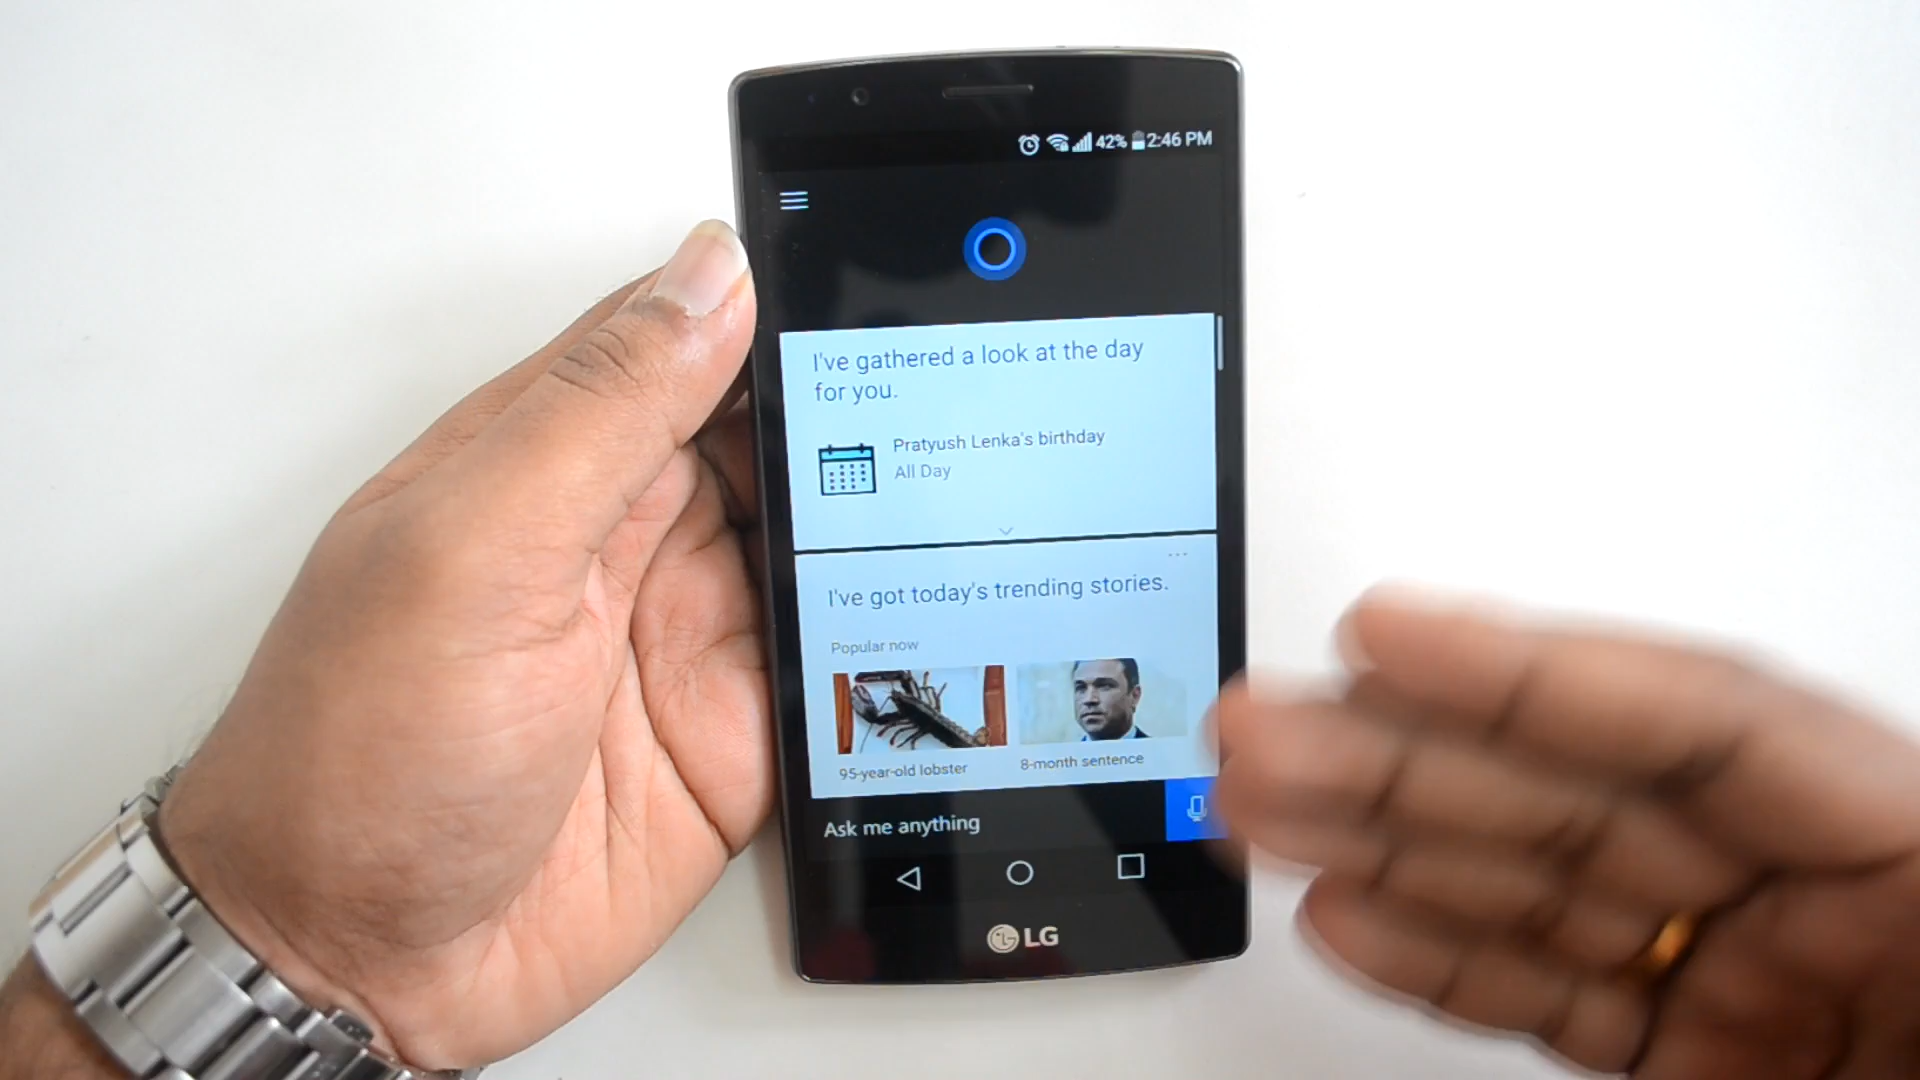 42% 2:46 PM
I've gathered a look at the day
for you.
Pratyush Lenka's birthday
All Day
I've got today's trending stories.
Popular now
95-year-old lobster
8-month sentence
Ask me anything
LG